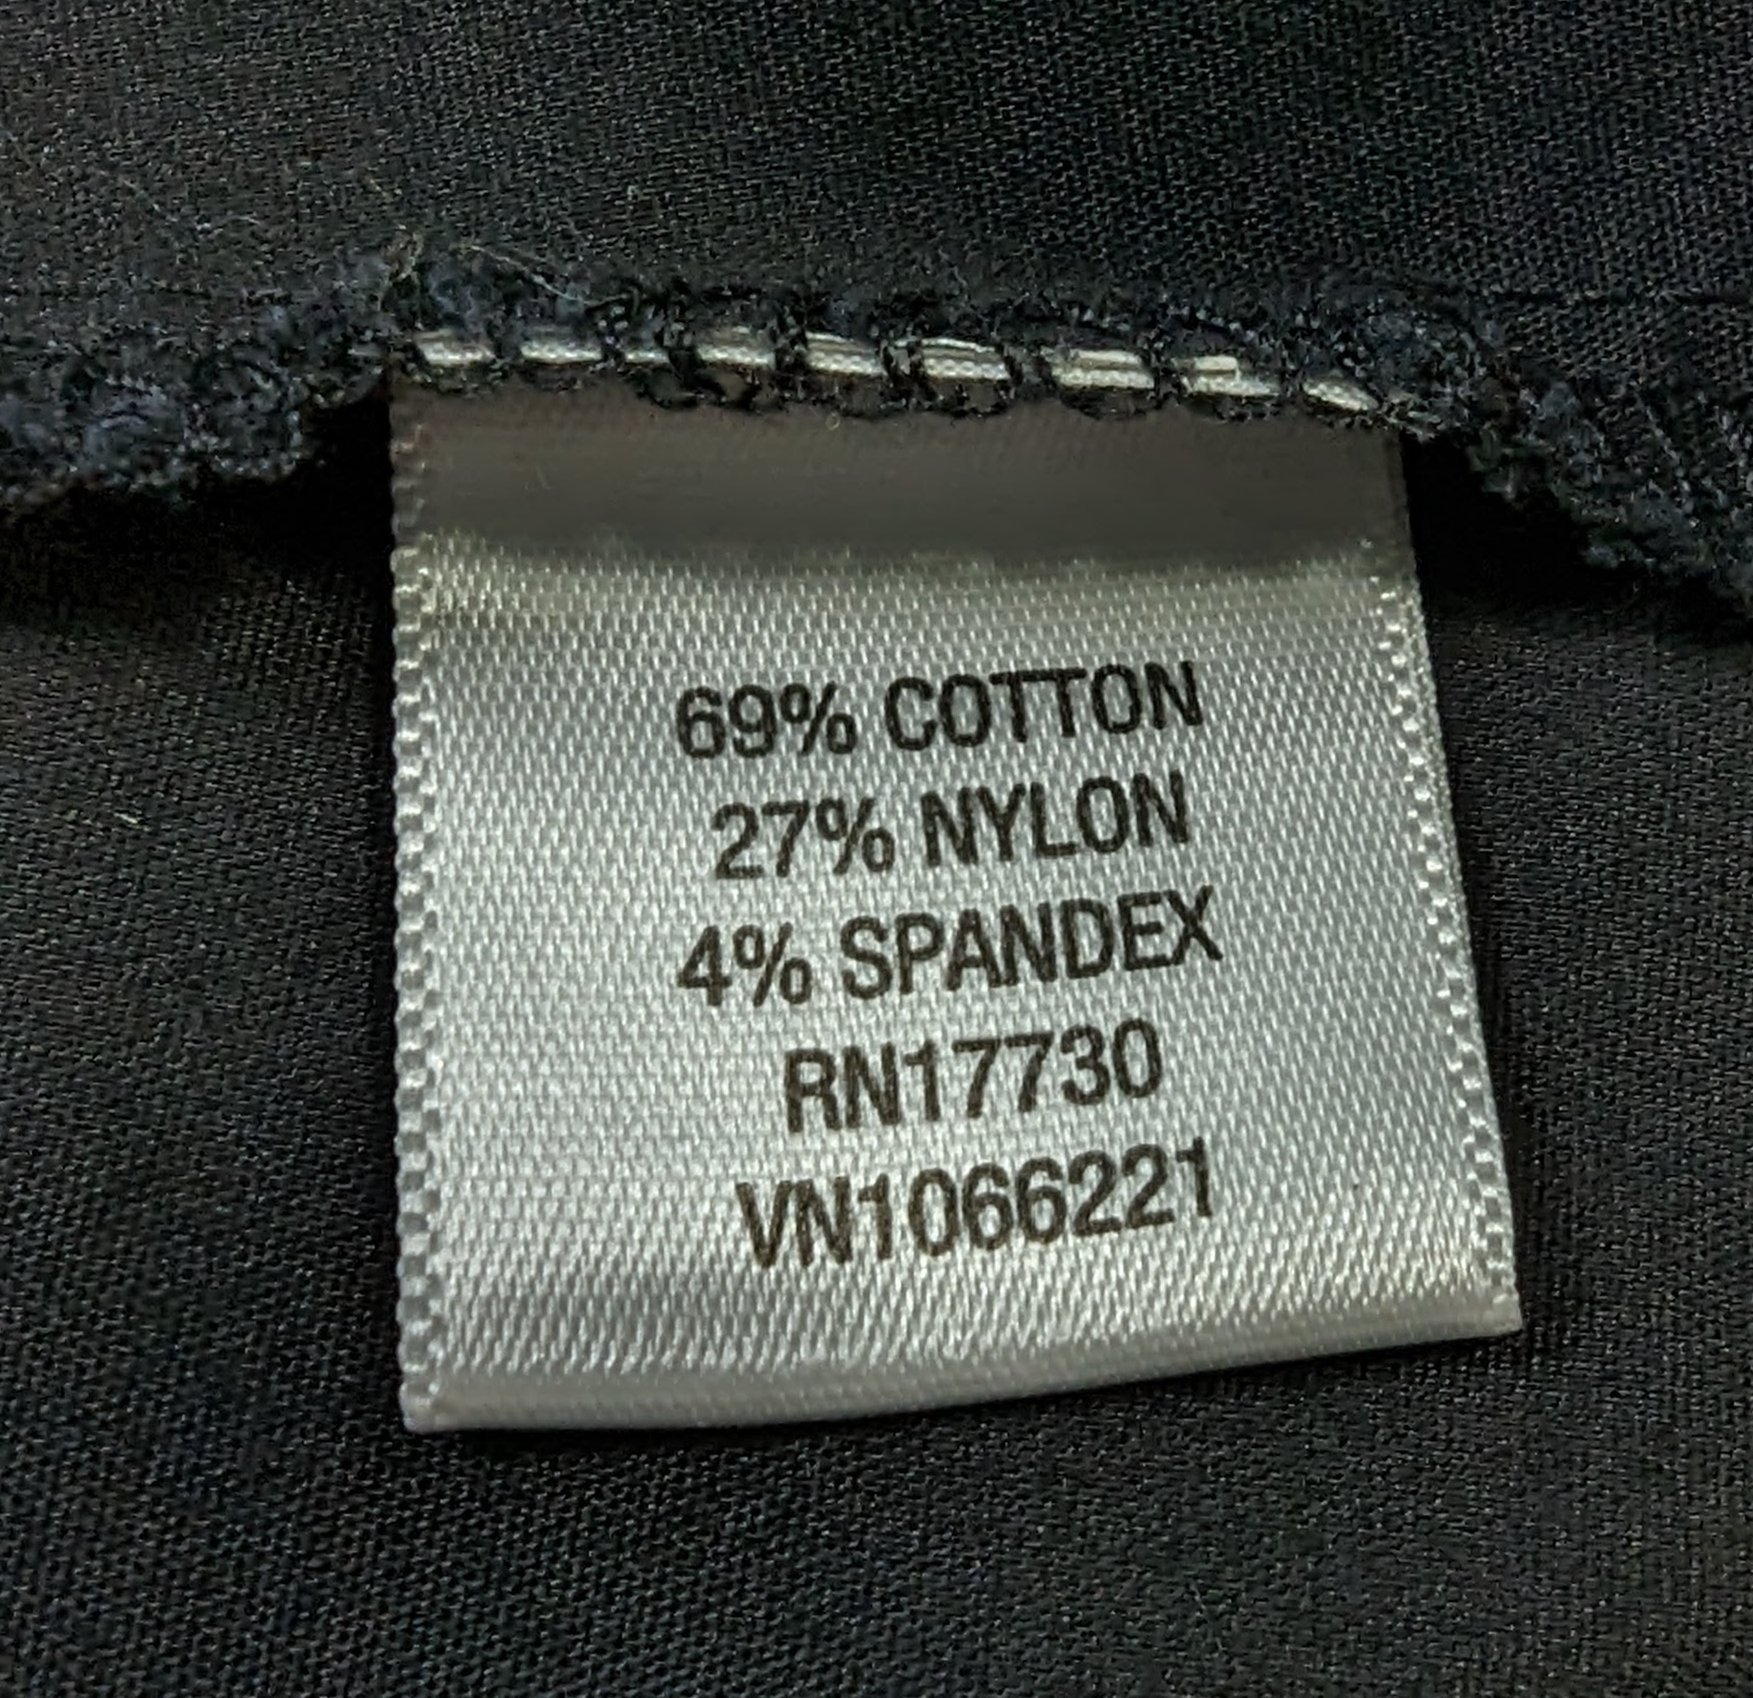 69% COTTON
27% NYLON
4% SPANDEX
RN17730
VN1066221